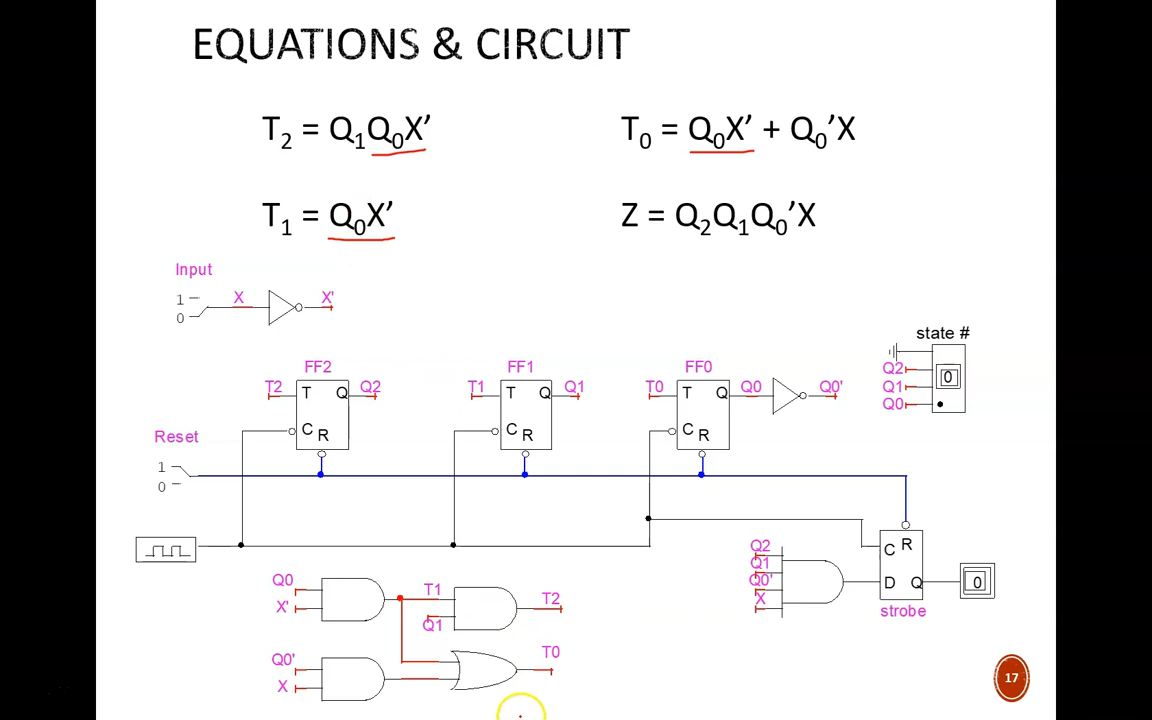 EQUATIONS & CIRCUIT
T₂ = Q₁Q₀X’
T₀ = Q₀X’ + Q₀’X
T₁ = Q₀X’
Z = Q₂Q₁Q₀’X
Input
1
0
X
X'
state #
Q2
Q1
Q0
0
FF2
FF1
FF0
T2
T
Q
Q2
C
R
T1
T
Q
Q1
C
R
T0
T
Q
Q0
Q0'
C
R
Reset
1
0
Q2
Q1
Q0'
X
C
R
D
Q
0
strobe
Q0
X'
T1
Q1
T2
Q0'
X
T0
17